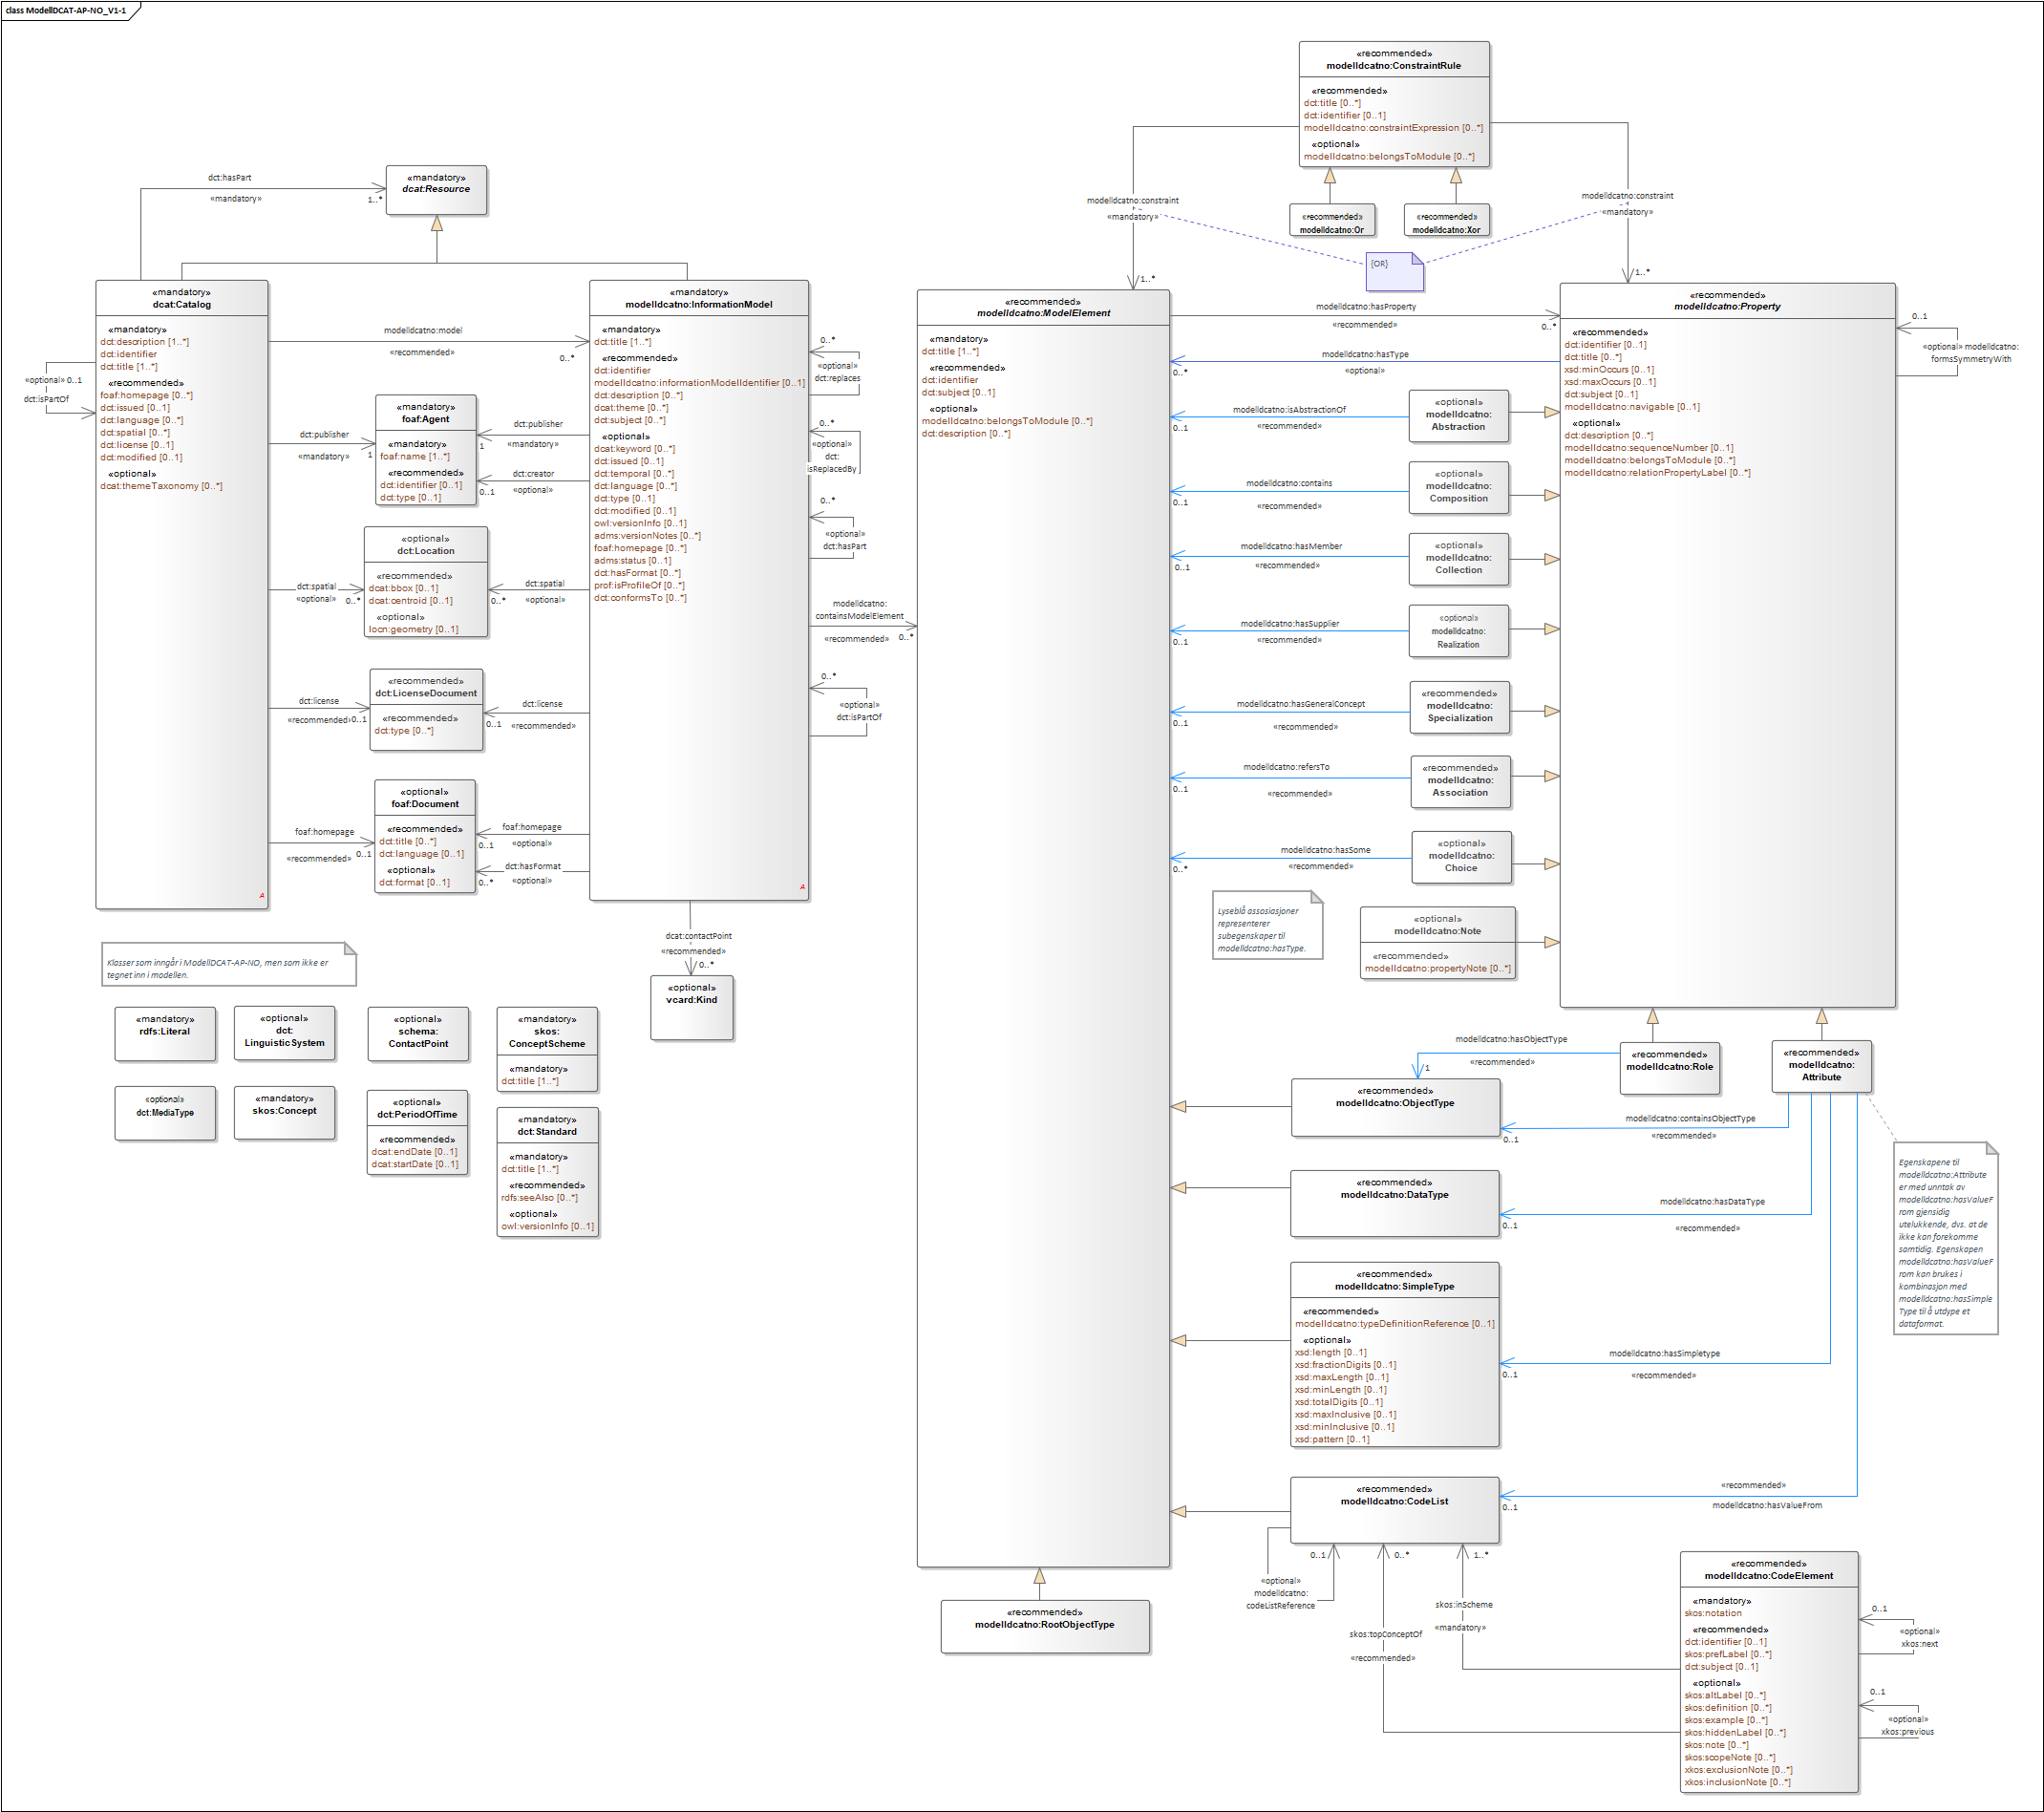 class ModellDCAT-AP-NO_V1-1
«recommended»
modelldcatno:ConstraintRule
«recommended»
dct:title [0..*]
dct:identifier [0..1]
modelldcatno:constraintExpression [0..*]
«optional»
modelldcatno:belongsToModule [0..*]
«recommended»
modelldcatno:Or
«recommended»
modelldcatno:Xor
modelldcatno:constraint
«mandatory»
1..*
modelldcatno:constraint
«mandatory»
1..*
{OR}
«mandatory»
dcat:Resource
dct:hasPart
«mandatory»
1..*
«mandatory»
dcat:Catalog
«mandatory»
dct:description [1..*]
dct:identifier
dct:title [1..*]
«recommended»
foaf:homepage [0..*]
dct:issued [0..1]
dct:language [0..*]
dct:spatial [0..*]
dct:license [0..1]
dct:modified [0..1]
«optional»
dcat:themeTaxonomy [0..*]
A
«optional» 0..1
dct:isPartOf
modelldcatno:model
«recommended»
0..*
dct:publisher
«mandatory»
1
«mandatory»
foaf:Agent
«mandatory»
foaf:name [1..*]
«recommended»
dct:identifier [0..1]
dct:type [0..1]
dct:publisher
«mandatory»
1
dct:creator
«optional»
0..1
dct:spatial
«optional»
0..*
«optional»
dct:Location
«recommended»
dcat:bbox [0..1]
dcat:centroid [0..1]
«optional»
locn:geometry [0..1]
dct:spatial
«optional»
0..*
dct:license
«recommended»
0..1
«recommended»
dct:LicenseDocument
«recommended»
dct:type [0..*]
dct:license
«recommended»
0..1
foaf:homepage
«recommended»
0..1
«optional»
foaf:Document
«recommended»
dct:title [0..*]
dct:language [0..1]
«optional»
dct:format [0..1]
foaf:homepage
«optional»
0..1
dct:hasFormat
«optional»
0..*
«mandatory»
modelldcatno:InformationModel
«mandatory»
dct:title [1..*]
«recommended»
dct:identifier
modelldcatno:informationModelIdentifier [0..1]
dct:description [0..*]
dcat:theme [0..*]
dct:subject [0..*]
«optional»
dcat:keyword [0..*]
dct:issued [0..1]
dct:temporal [0..*]
dct:language [0..*]
dct:type [0..1]
dct:modified [0..1]
owl:versionInfo [0..1]
adms:versionNotes [0..*]
foaf:homepage [0..*]
adms:status [0..1]
dct:hasFormat [0..*]
prof:isProfileOf [0..*]
dct:conformsTo [0..*]
A
0..*
«optional»
dct:replaces
0..*
«optional»
dct:
isReplacedBy
0..*
«optional»
dct:hasPart
modelldcatno:
containsModelElement
«recommended»
0..*
0..*
«optional»
dct:isPartOf
dcat:contactPoint
«recommended»
0..*
«optional»
vcard:Kind
Klasser som inngår i ModellDCAT-AP-NO, men som ikke er
tegnet inn i modellen.
«mandatory»
rdfs:Literal
«optional»
dct:
LinguisticSystem
«optional»
schema:
ContactPoint
«mandatory»
skos:
ConceptScheme
«mandatory»
dct:title [1..*]
«optional»
dct:MediaType
«mandatory»
skos:Concept
«optional»
dct:PeriodOfTime
«recommended»
dcat:endDate [0..1]
dcat:startDate [0..1]
«mandatory»
dct:Standard
«mandatory»
dct:title [1..*]
«recommended»
rdfs:seeAlso [0..*]
«optional»
owl:versionInfo [0..1]
«recommended»
modelldcatno:ModelElement
«mandatory»
dct:title [1..*]
«recommended»
dct:identifier
dct:subject [0..1]
«optional»
modelldcatno:belongsToModule [0..*]
dct:description [0..*]
modelldcatno:hasProperty
«recommended»
0..*
modelldcatno:hasType
«optional»
0..*
modelldcatno:isAbstractionOf
«recommended»
0..1
«optional»
modelldcatno:
Abstraction
modelldcatno:contains
«recommended»
0..1
«optional»
modelldcatno:
Composition
modelldcatno:hasMember
«recommended»
0..1
«optional»
modelldcatno:
Collection
modelldcatno:hasSupplier
«recommended»
0..1
«optional»
modelldcatno:
Realization
modelldcatno:hasGeneralConcept
«recommended»
0..1
«recommended»
modelldcatno:
Specialization
modelldcatno:refersTo
«recommended»
0..1
«recommended»
modelldcatno:
Association
modelldcatno:hasSome
«recommended»
0..*
«optional»
modelldcatno:
Choice
Lyseblå assosiasjoner
representerer
subegenskaper til
modelldcatno:hasType.
«optional»
modelldcatno:Note
«recommended»
modelldcatno:propertyNote [0..*]
«recommended»
modelldcatno:Property
«recommended»
dct:identifier [0..1]
dct:title [0..*]
xsd:minOccurs [0..1]
xsd:maxOccurs [0..1]
dct:subject [0..1]
modelldcatno:navigable [0..1]
«optional»
dct:description [0..*]
modelldcatno:sequenceNumber [0..1]
modelldcatno:belongsToModule [0..*]
modelldcatno:relationPropertyLabel [0..*]
0..1
«optional» modelldcatno:
formsSymmetryWith
modelldcatno:hasObjectType
«recommended»
1
«recommended»
modelldcatno:Role
«recommended»
modelldcatno:
Attribute
«recommended»
modelldcatno:ObjectType
modelldcatno:containsObjectType
«recommended»
0..1
«recommended»
modelldcatno:DataType
modelldcatno:hasDataType
«recommended»
0..1
Egenskapene til
modelldcatno:Attribute
er med unntak av
modelldcatno:hasValueF
rom gjensidig
utelukkende, dvs. at de
ikke kan forekomme
samtidig. Egenskapen
modelldcatno:hasValueF
rom kan brukes i
kombinasjon med
modelldcatno:hasSimple
Type til å utdype et
dataformat.
«recommended»
modelldcatno:SimpleType
«recommended»
modelldcatno:typeDefinitionReference [0..1]
«optional»
xsd:length [0..1]
xsd:fractionDigits [0..1]
xsd:maxLength [0..1]
xsd:minLength [0..1]
xsd:totalDigits [0..1]
xsd:maxInclusive [0..1]
xsd:minInclusive [0..1]
xsd:pattern [0..1]
modelldcatno:hasSimpletype
«recommended»
0..1
«recommended»
modelldcatno:CodeList
«recommended»
modelldcatno:hasValueFrom
0..1
0..1
«optional»
modelldcatno:
codeListReference
0..*
skos:topConceptOf
«recommended»
1..*
skos:inScheme
«mandatory»
«recommended»
modelldcatno:RootObjectType
«recommended»
modelldcatno:CodeElement
«mandatory»
skos:notation
«recommended»
dct:identifier [0..1]
skos:prefLabel [0..*]
dct:subject [0..1]
«optional»
skos:altLabel [0..*]
skos:definition [0..*]
skos:example [0..*]
skos:hiddenLabel [0..*]
skos:note [0..*]
skos:scopeNote [0..*]
xkos:exclusionNote [0..*]
xkos:inclusionNote [0..*]
0..1
«optional»
xkos:next
0..1
«optional»
xkos:previous